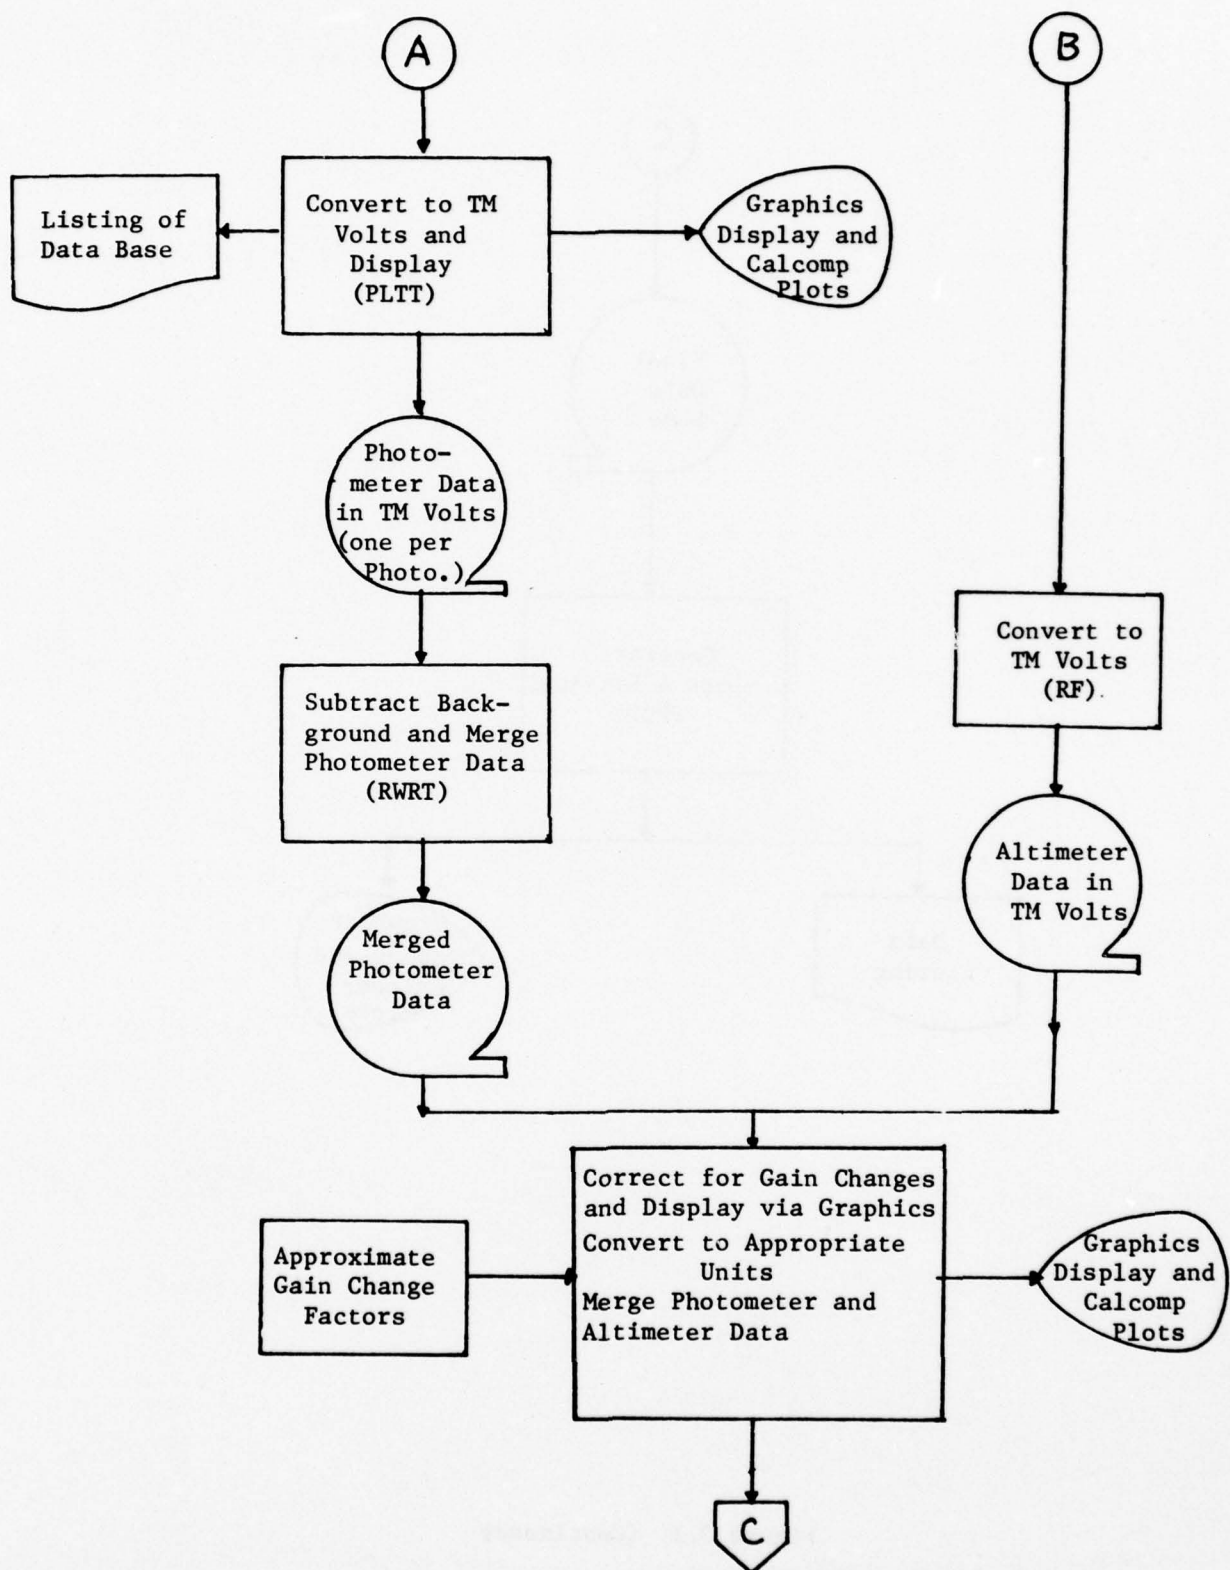 A
B
Listing of
Data Base
Convert to TM
Volts and
Display
(PLTT)
Graphics
Display and
Calcomp
Plots
Photo-
meter Data
in TM Volts
(one per
Photo.)
Convert to
TM Volts
(RF)
Subtract Back-
ground and Merge
Photometer Data
(RWRT)
Altimeter
Data in
TM Volts
Merged
Photometer
Data
Approximate
Gain Change
Factors
Correct for Gain Changes
and Display via Graphics
Convert to Appropriate
Units
Merge Photometer and
Altimeter Data
Graphics
Display and
Calcomp
Plots
C